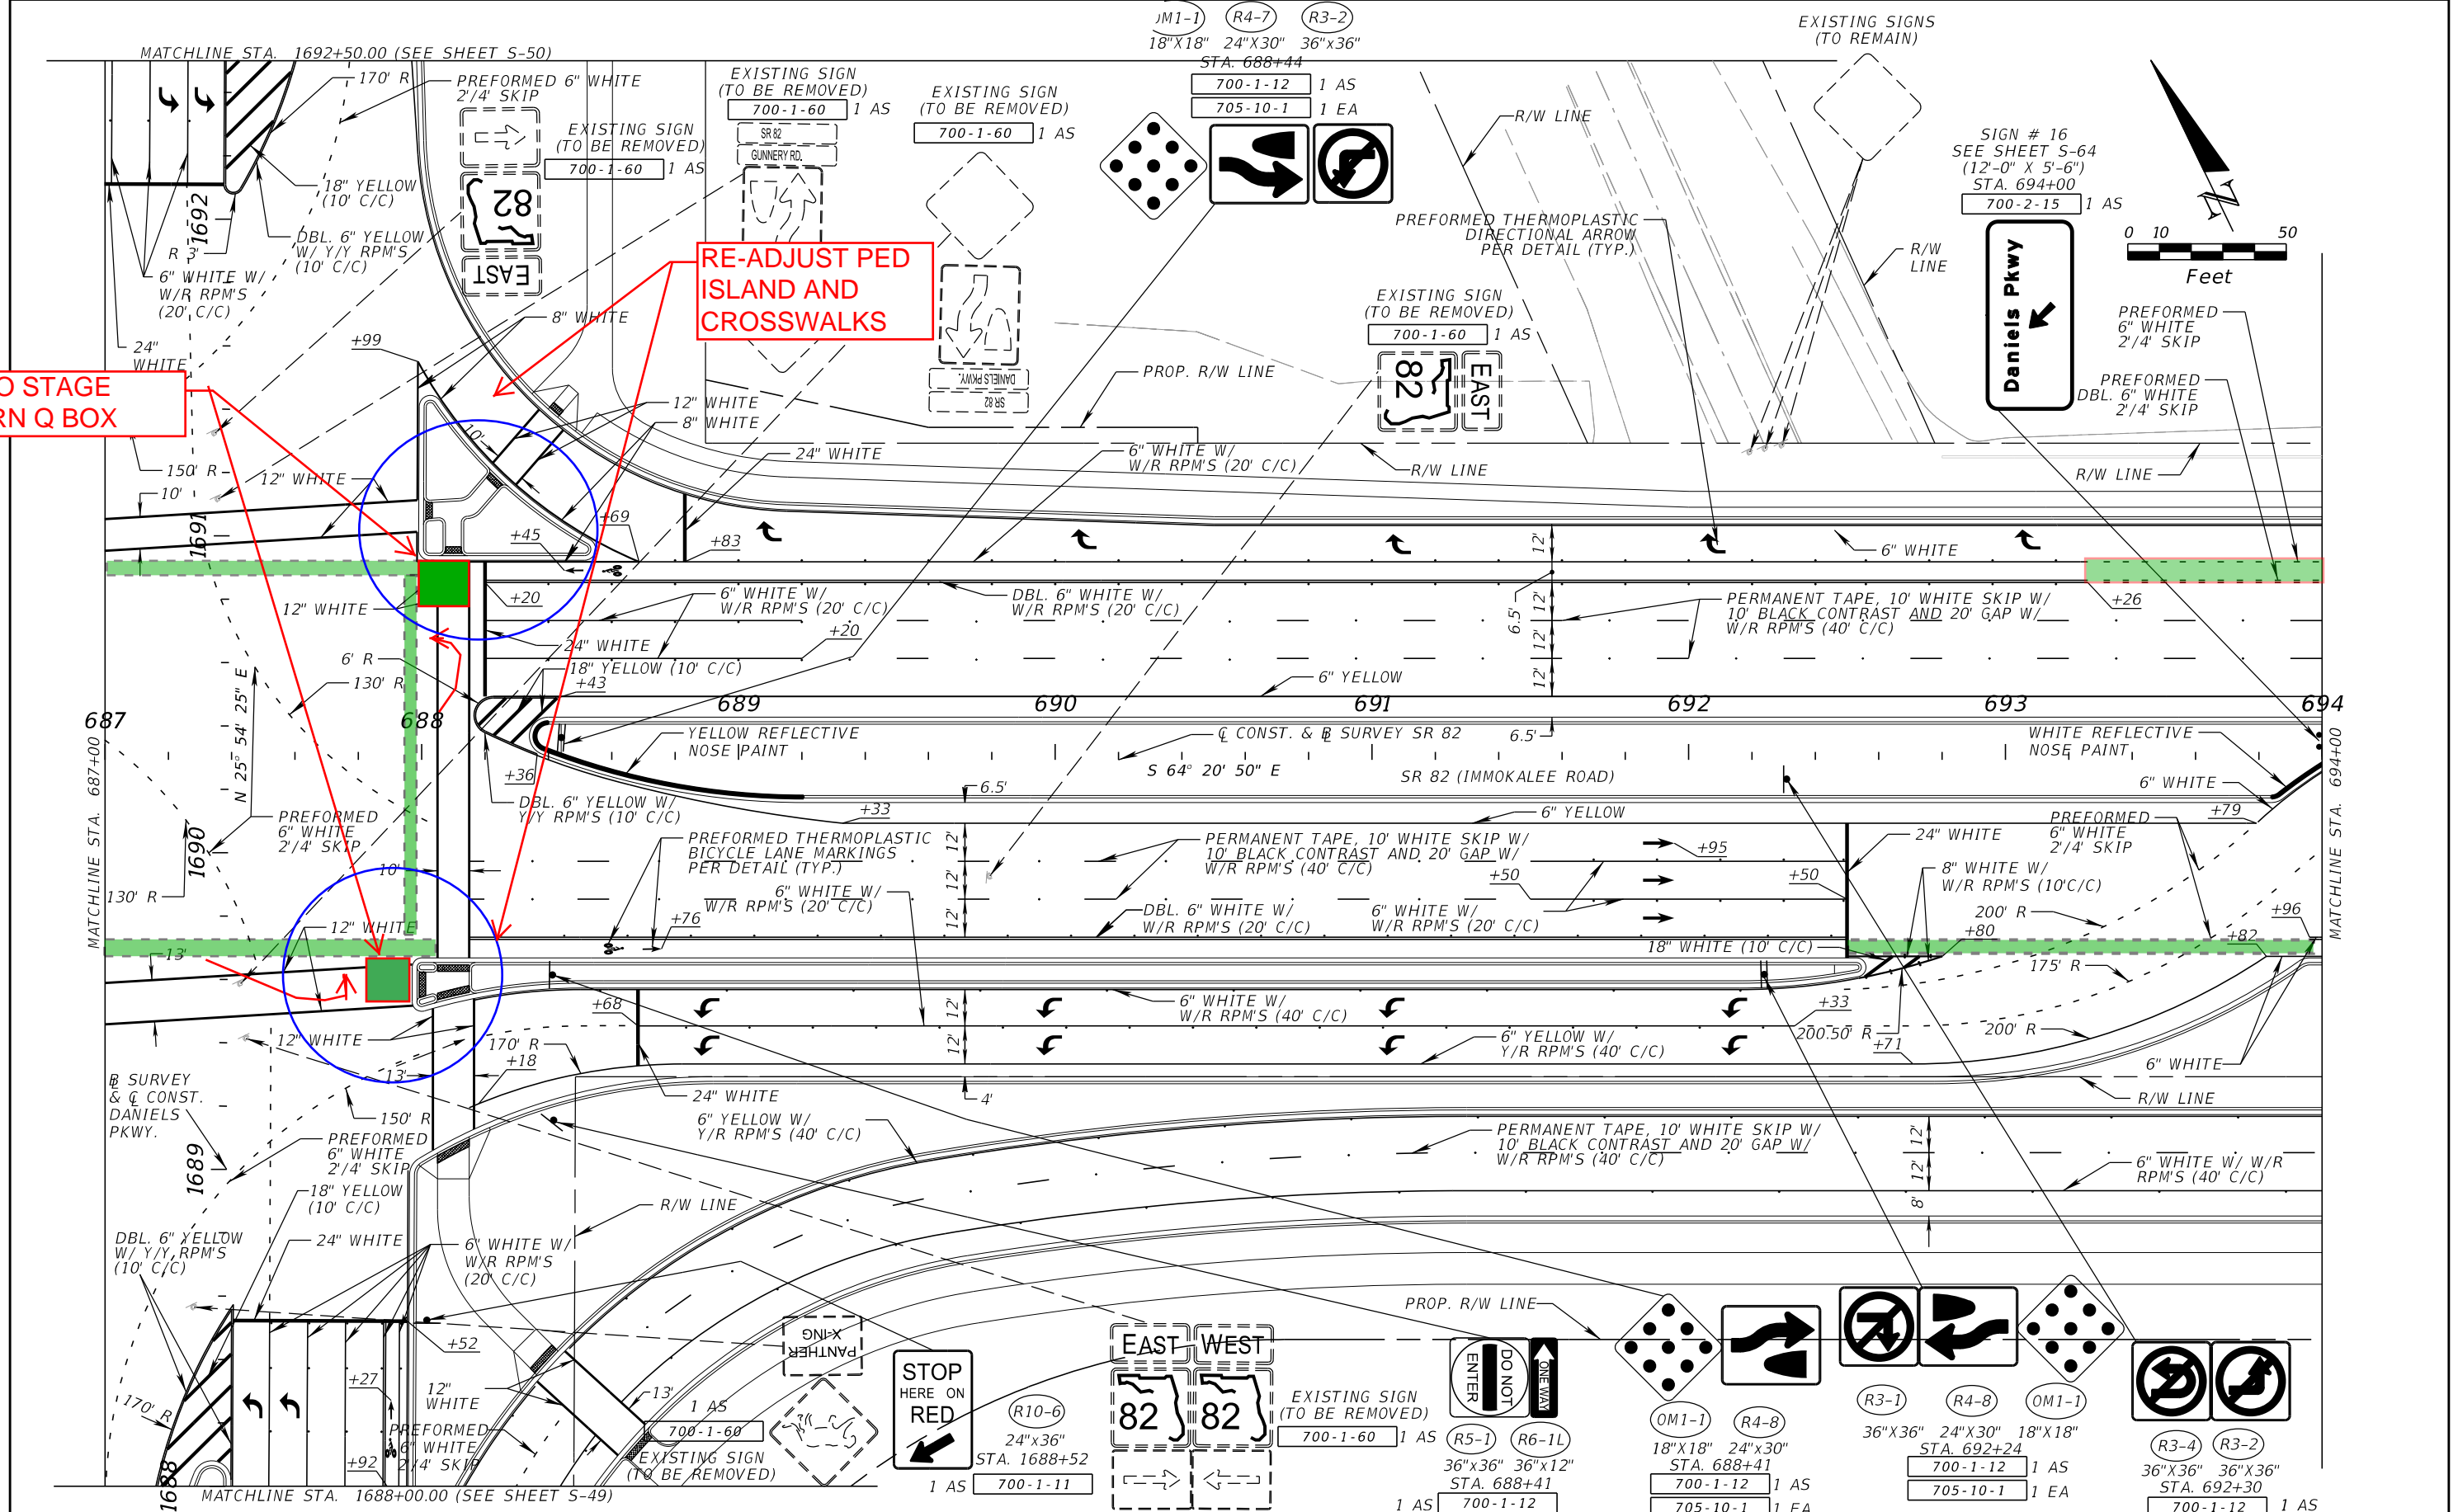 MATCHLINE STA. 1692+50.00 (SEE SHEET S-50)
170' R
PREFORMED 6" WHITE
2'/4' SKIP
EXISTING SIGN
(TO BE REMOVED)
700-1-60 1 AS
82
EAST
EXISTING SIGN
(TO BE REMOVED)
700-1-60 1 AS
SR 82
GUNNERY RD.
EXISTING SIGN
(TO BE REMOVED)
700-1-60 1 AS
DANIELS PKWY.
SR 82
OM1-1 R4-7 R3-2
18"X18" 24"X30" 36"x36"
STA. 688+44
700-1-12 1 AS
705-10-1 1 EA
EXISTING SIGNS
(TO REMAIN)
R/W LINE
SIGN # 16
SEE SHEET S-64
(12'-0" X 5'-6")
STA. 694+00
700-2-15 1 AS
Daniels Pkwy
N
0 10 50
Feet
PREFORMED THERMOPLASTIC
DIRECTIONAL ARROW
PER DETAIL (TYP.)
R/W
LINE
EXISTING SIGN
(TO BE REMOVED)
700-1-60 1 AS
82
EAST
PREFORMED
6" WHITE
2'/4' SKIP
PREFORMED
DBL. 6" WHITE
2'/4' SKIP
18" YELLOW
(10' C/C)
1692
R 3'
DBL. 6" YELLOW
W/ Y/Y RPM'S
(10' C/C)
6" WHITE W/
W/R RPM'S
(20' C/C)
24"
WHITE
RE-ADJUST PED
ISLAND AND
CROSSWALKS
O STAGE
RN Q BOX
8" WHITE
+99
PROP. R/W LINE
12" WHITE
8" WHITE
10'
24" WHITE
6" WHITE W/
W/R RPM'S (20' C/C)
R/W LINE
R/W LINE
150' R
10'
12" WHITE
1691
+45
+69
+83
12'
6" WHITE
12" WHITE
+20
6" WHITE W/
W/R RPM'S (20' C/C)
DBL. 6" WHITE W/
W/R RPM'S (20' C/C)
6.5'
12'
12'
12'
PERMANENT TAPE, 10' WHITE SKIP W/
10' BLACK CONTRAST AND 20' GAP W/
W/R RPM'S (40' C/C)
+26
+20
24" WHITE
6' R
18" YELLOW (10' C/C)
130' R
+43
6" YELLOW
687 688 689 690 691 692 693 694
N 25° 54' 25" E
YELLOW REFLECTIVE
NOSE PAINT
CONST. & SURVEY SR 82
6.5'
WHITE REFLECTIVE
NOSE PAINT
MATCHLINE STA. 687+00
MATCHLINE STA. 694+00
+36
S 64° 20' 50" E
SR 82 (IMMOKALEE ROAD)
6" WHITE
DBL. 6" YELLOW W/
Y/Y RPM'S (10' C/C)
+33
6.5'
6" YELLOW
+79
PREFORMED
6" WHITE
2'/4' SKIP
1690
PREFORMED THERMOPLASTIC
BICYCLE LANE MARKINGS
PER DETAIL (TYP.)
12'
12'
12'
PERMANENT TAPE, 10' WHITE SKIP W/
10' BLACK CONTRAST AND 20' GAP W/
W/R RPM'S (40' C/C)
+95
24" WHITE
PREFORMED
6" WHITE
2'/4' SKIP
10'
130' R
6" WHITE W/
W/R RPM'S (20' C/C)
+50
+50
8" WHITE W/
W/R RPM'S (10'C/C)
12" WHITE
+76
DBL. 6" WHITE W/
W/R RPM'S (20' C/C)
6" WHITE W/
W/R RPM'S (20' C/C)
200' R
+96
13'
18" WHITE (10' C/C)
+80
+82
175' R
+68
12'
12'
6" WHITE W/
W/R RPM'S (40' C/C)
+33
200.50' R
200' R
12" WHITE
170' R
+18
6" YELLOW W/
Y/R RPM'S (40' C/C)
+71
6" WHITE
13'
SURVEY
& CONST.
DANIELS
PKWY.
24" WHITE
4'
R/W LINE
150' R
6" YELLOW W/
Y/R RPM'S (40' C/C)
PERMANENT TAPE, 10' WHITE SKIP W/
10' BLACK CONTRAST AND 20' GAP W/
W/R RPM'S (40' C/C)
12'
12'
8'
6" WHITE W/ W/R
RPM'S (40' C/C)
1689
PREFORMED
6" WHITE
2'/4' SKIP
18" YELLOW
(10' C/C)
R/W LINE
DBL. 6" YELLOW
W/ Y/Y RPM'S
(10' C/C)
24" WHITE
6" WHITE W/
W/R RPM'S
(20' C/C)
PROP. R/W LINE
+52
+27
12"
WHITE
170' R
PREFORMED
6" WHITE
2'/4' SKIP
+92
1688
MATCHLINE STA. 1688+00.00 (SEE SHEET S-49)
13'
1 AS
700-1-60
EXISTING SIGN
(TO BE REMOVED)
PANTHER
X-ING
STOP
HERE ON
RED
R10-6
24"x36"
STA. 1688+52
1 AS 700-1-11
EAST WEST
82 82
EXISTING SIGN
(TO BE REMOVED)
700-1-60 1 AS
DO NOT
ENTER
ONE WAY
R5-1 R6-1L
36"x36" 36"x12"
STA. 688+41
1 AS 700-1-12
OM1-1 R4-8
18"X18" 24"x30"
STA. 688+41
700-1-12 1 AS
705-10-1 1 EA
R3-1 R4-8 OM1-1
36"X36" 24"X30" 18"X18"
STA. 692+24
700-1-12 1 AS
705-10-1 1 EA
R3-4 R3-2
36"X36" 36"X36"
STA. 692+30
700-1-12 1 AS